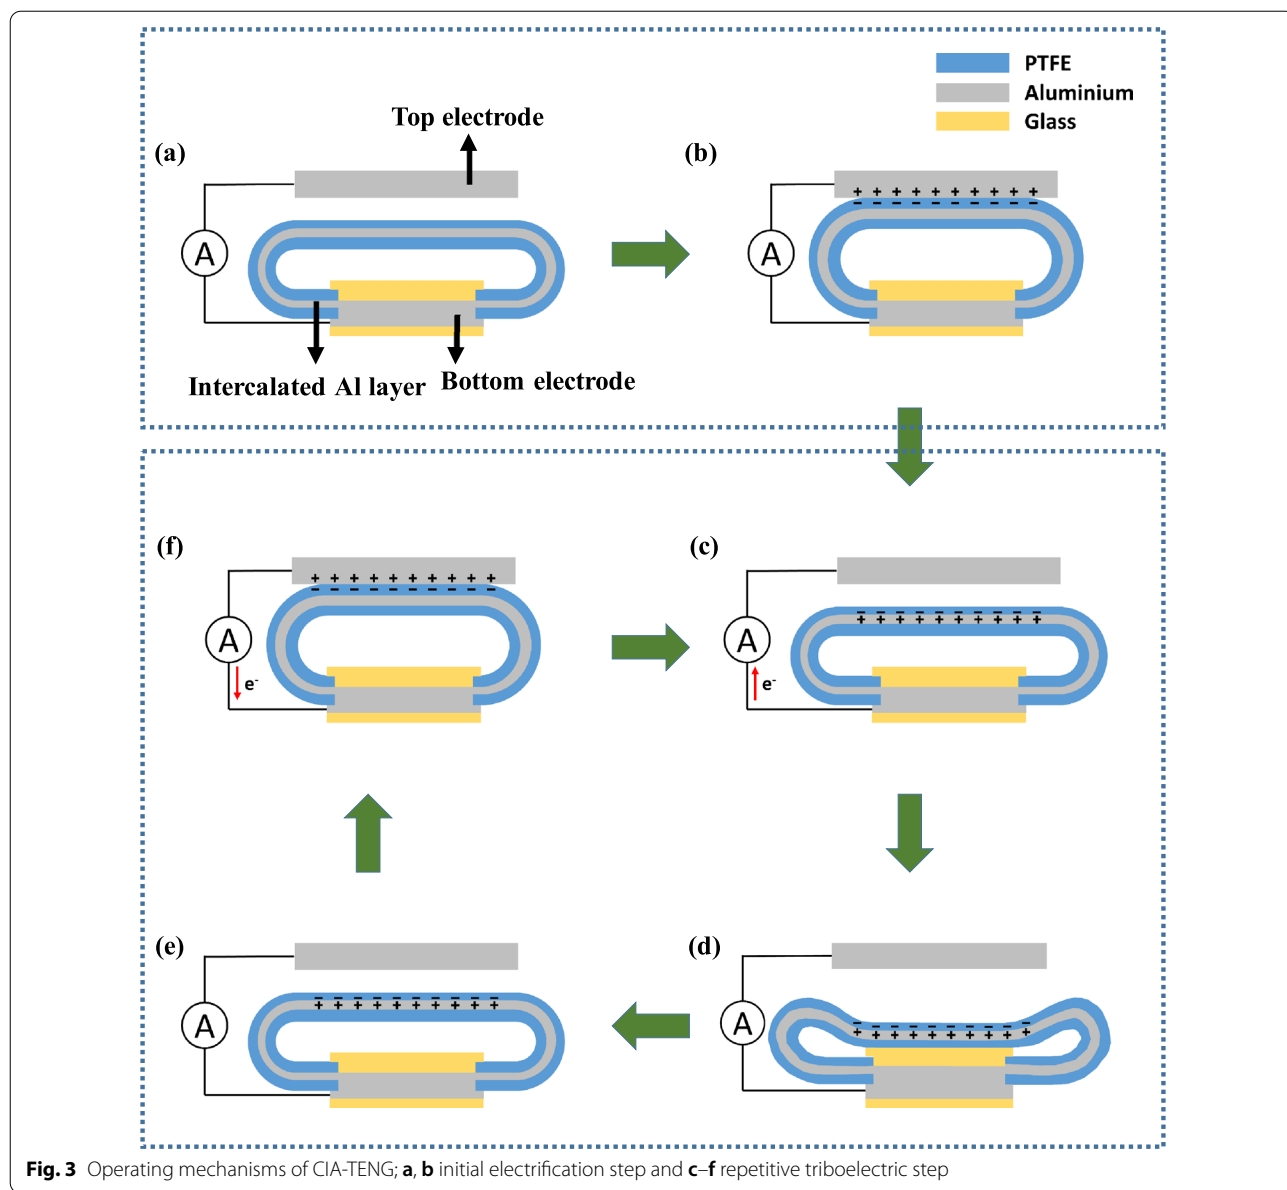 PTFE
Aluminium
Glass
Top electrode
(a)
(b)
+ + + + + + + + + +
− − − − − − − − − −
A
A
Intercalated Al layer
Bottom electrode
(f)
(c)
+ + + + + + + + + +
− − − − − − − − − −
− − − − − − − − − −
+ + + + + + + + + +
A
A
e-
e-
(e)
(d)
− − − − − − − − − −
+ + + + + + + + + +
− − − − − − − − − −
+ + + + + + + + + +
A
A
Fig. 3 Operating mechanisms of CIA-TENG; a, b initial electrification step and c–f repetitive triboelectric step